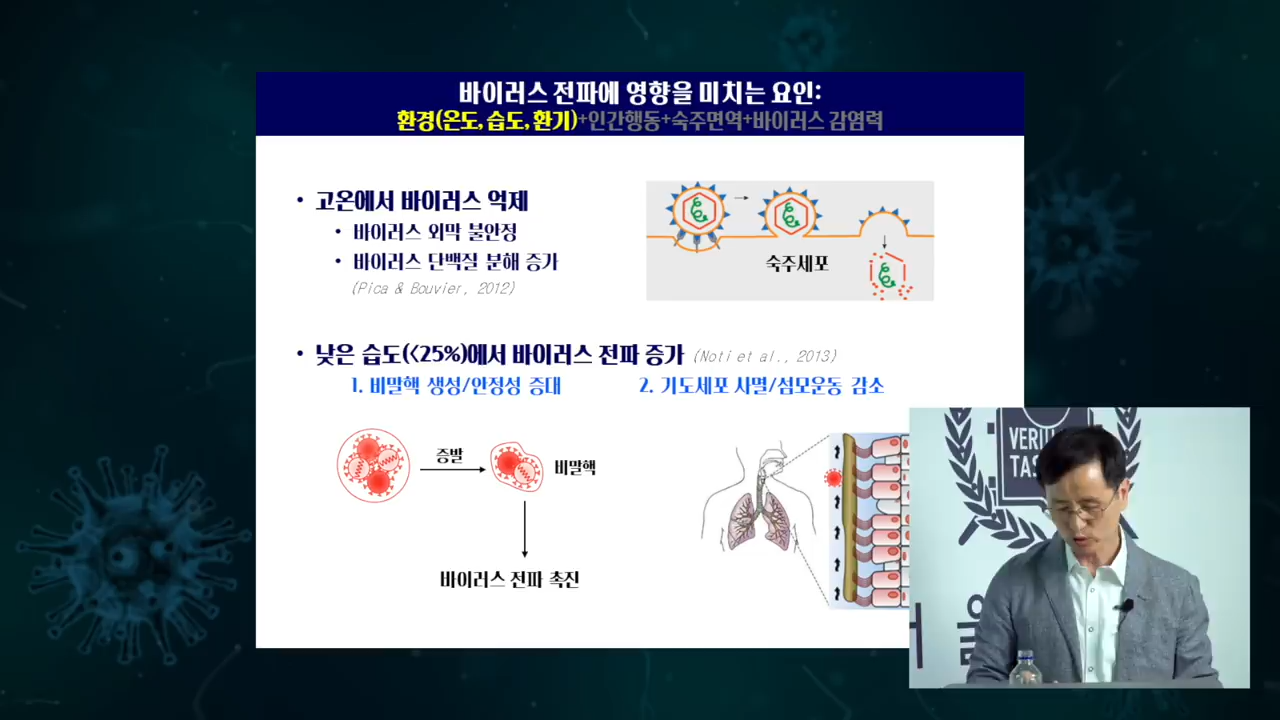 바이러스 전파에 영향을 미치는 요인:
환경(온도, 습도, 환기)+인간행동+숙주면역+바이러스 감염력
• 고온에서 바이러스 억제
• 바이러스 외막 불안정
• 바이러스 단백질 분해 증가
(Pica & Bouvier, 2012)
숙주세포
• 낮은 습도(<25%)에서 바이러스 전파 증가 (Noti et al., 2013)
1. 비말핵 생성/안정성 증대
2. 기도세포 사멸/섬모운동 감소
증발
비말핵
바이러스 전파 촉진
VERI
TAS